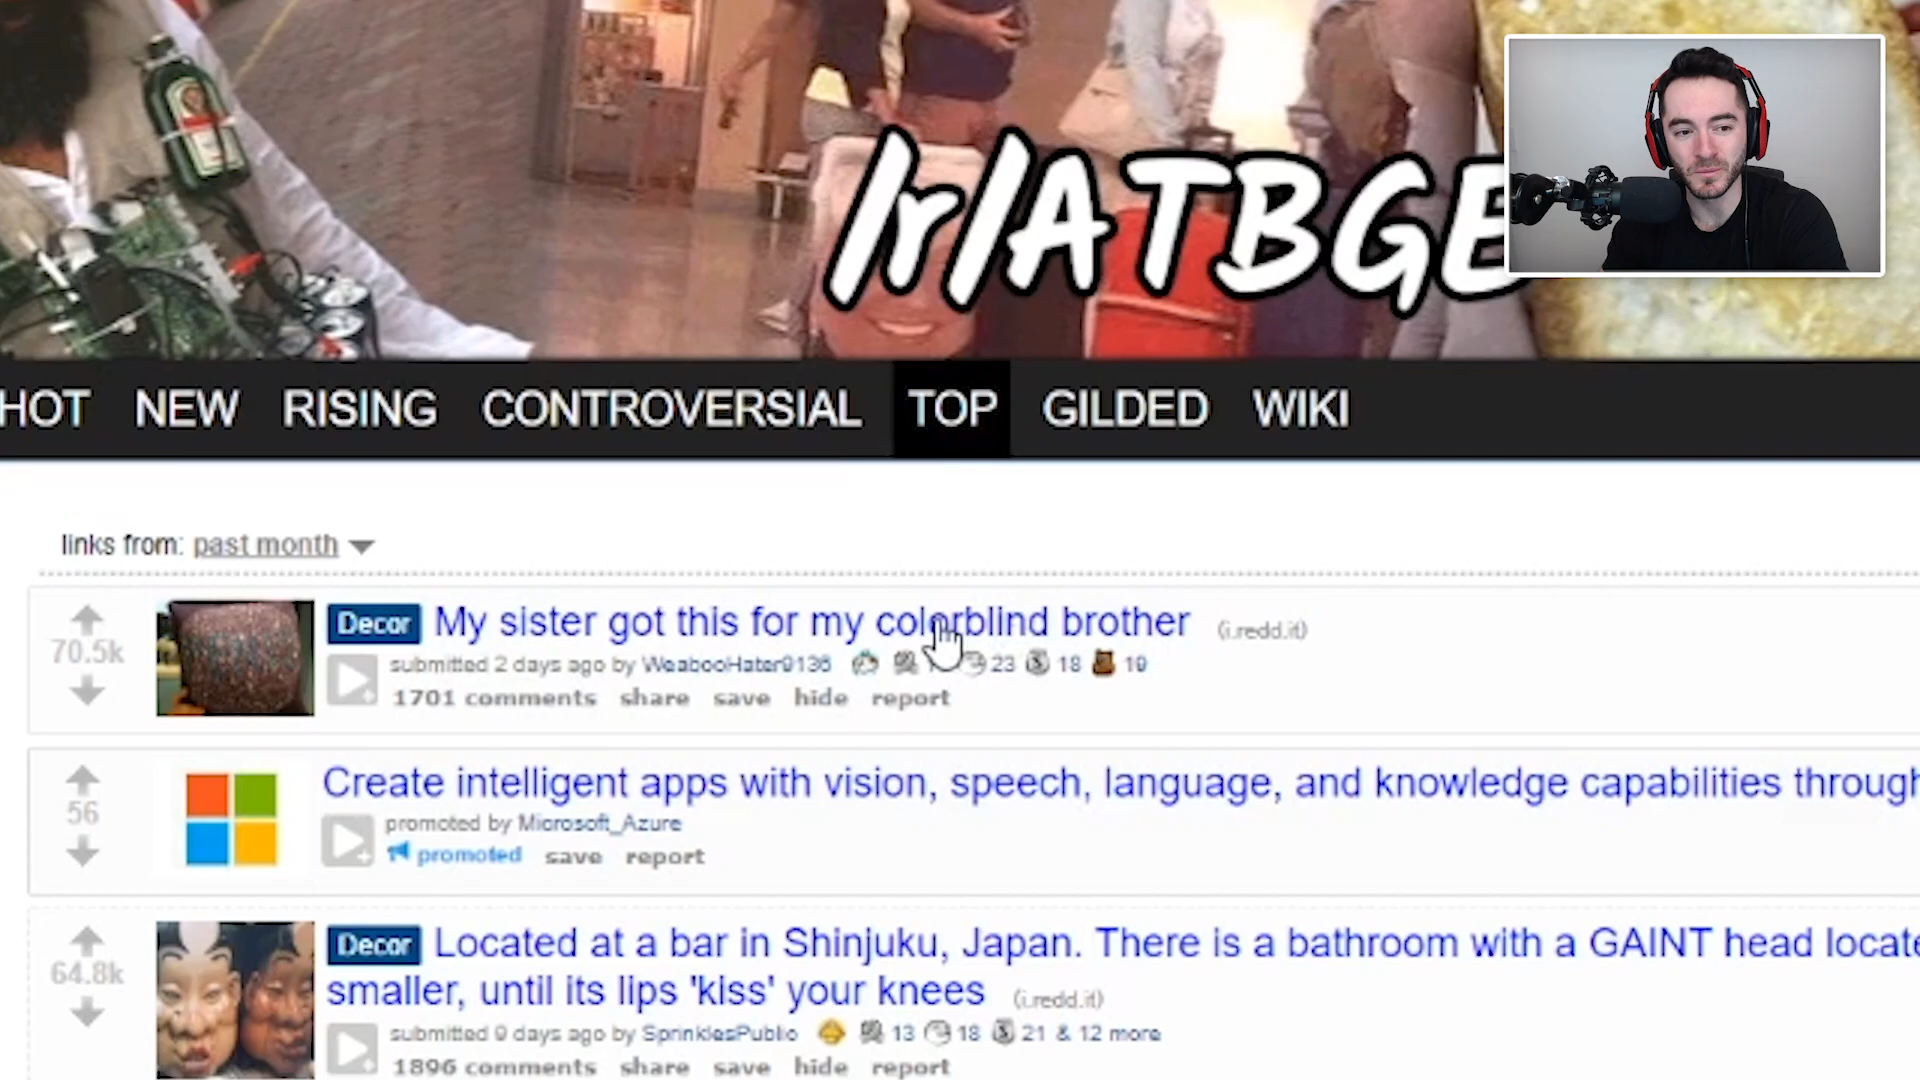 /r/ATBGE
HOT NEW RISING CONTROVERSIAL TOP GILDED WIKI
links from: past month
70.5k
Decor My sister got this for my colorblind brother (i.redd.it)
submitted 2 days ago by WeabooHater9136 23 18 19
1701 comments share save hide report
56
Create intelligent apps with vision, speech, language, and knowledge capabilities through
promoted by Microsoft_Azure
promoted save report
64.8k
Decor Located at a bar in Shinjuku, Japan. There is a bathroom with a GAINT head locate
smaller, until its lips 'kiss' your knees (i.redd.it)
submitted 9 days ago by SprinklesPublic 13 18 21 & 12 more
1896 comments share save hide report